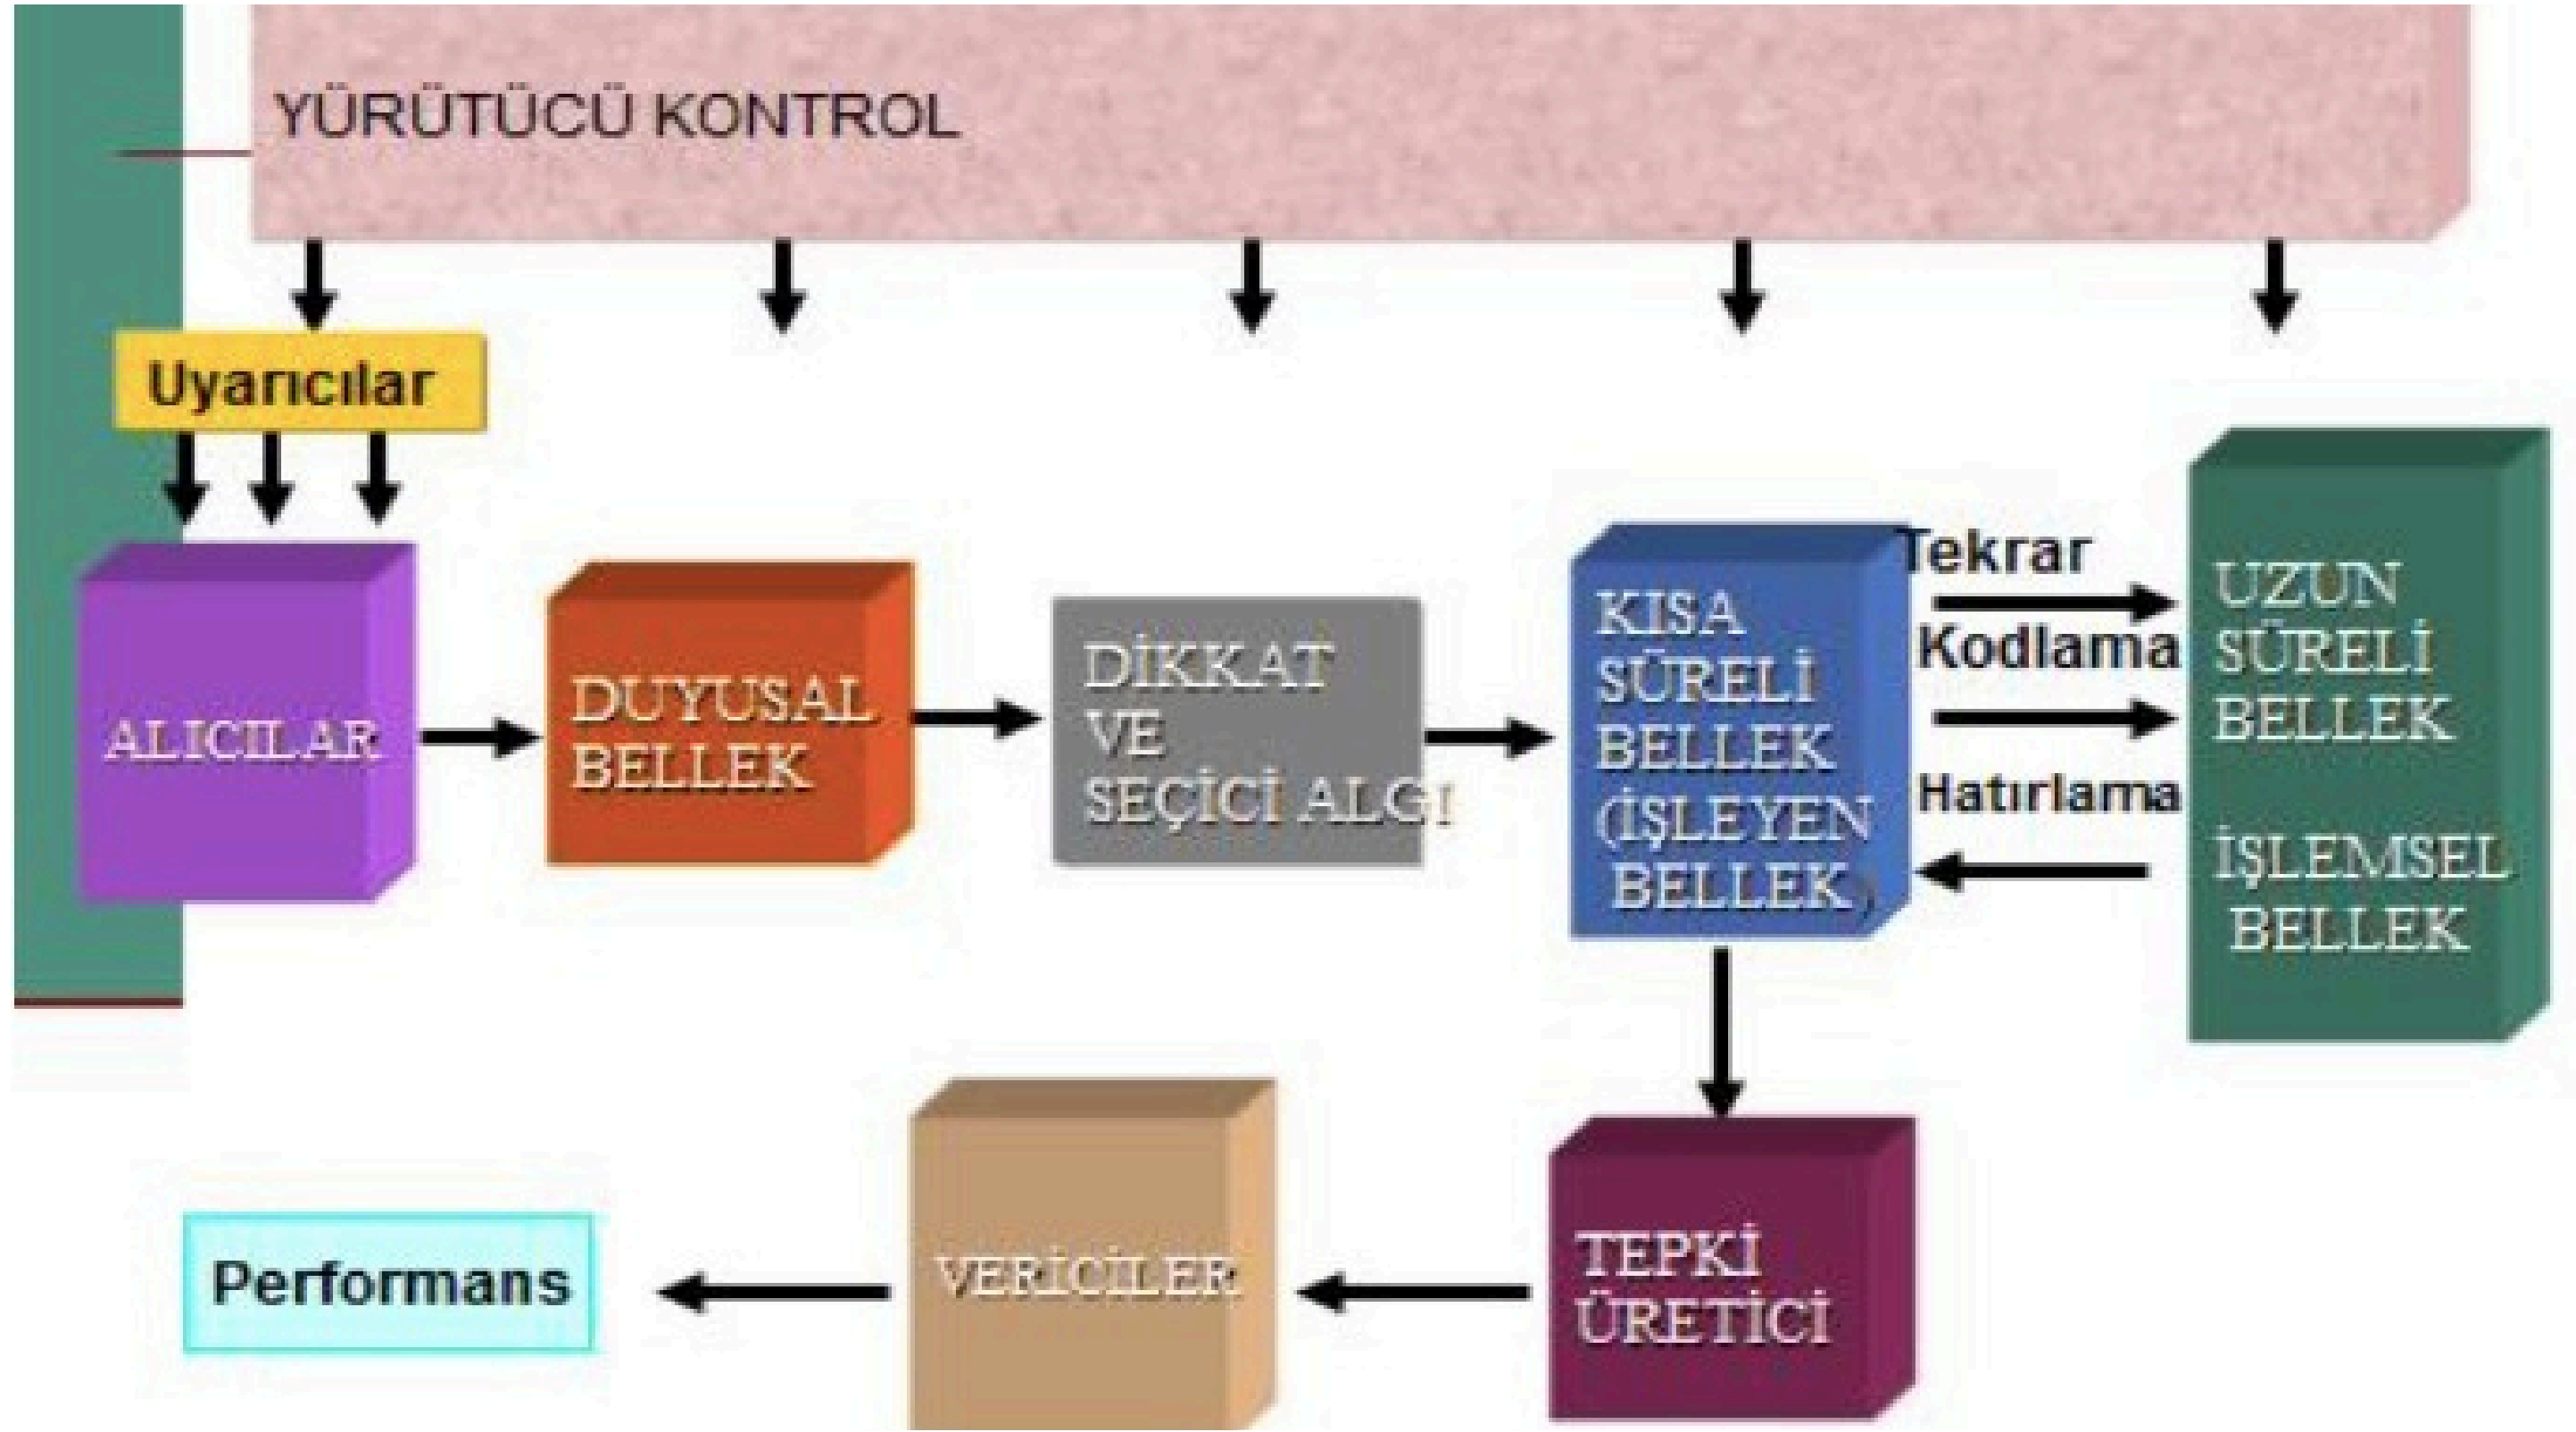 YÜRÜTÜCÜ KONTROL
Uyarıcılar
ALICILAR
DUYUSAL
BELLEK
DİKKAT
VE
SEÇİCİ ALGI
KISA
SÜRELİ
BELLEK
(İŞLEYEN
BELLEK)
Tekrar
Kodlama
Hatırlama
UZUN
SÜRELİ
BELLEK
İŞLEMSEL
BELLEK
Performans
VERİCİLER
TEPKİ
ÜRETİCİ